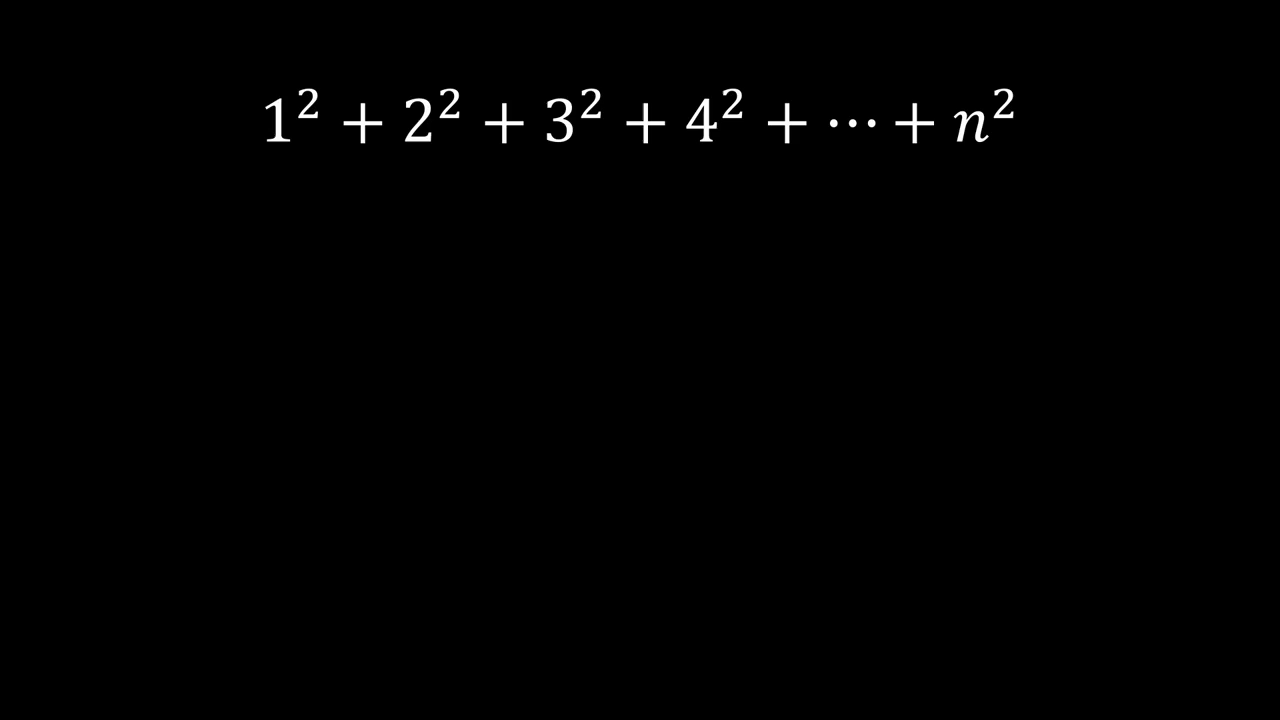 1² + 2² + 3² + 4² + ⋯ + n²